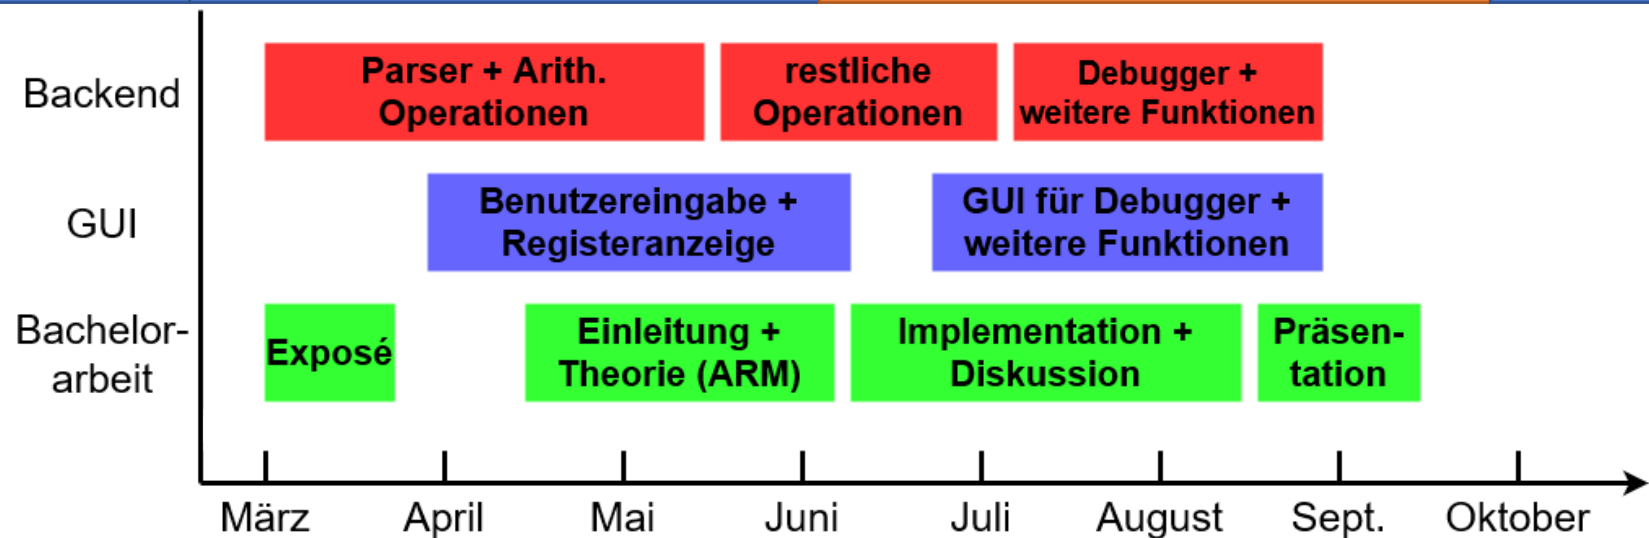 Backend
Parser + Arith.
Operationen
restliche
Operationen
Debugger +
weitere Funktionen
GUI
Benutzereingabe +
Registeranzeige
GUI für Debugger +
weitere Funktionen
Bachelor-
arbeit
Exposé
Einleitung +
Theorie (ARM)
Implementation +
Diskussion
Präsen-
tation
März April Mai Juni Juli August Sept. Oktober